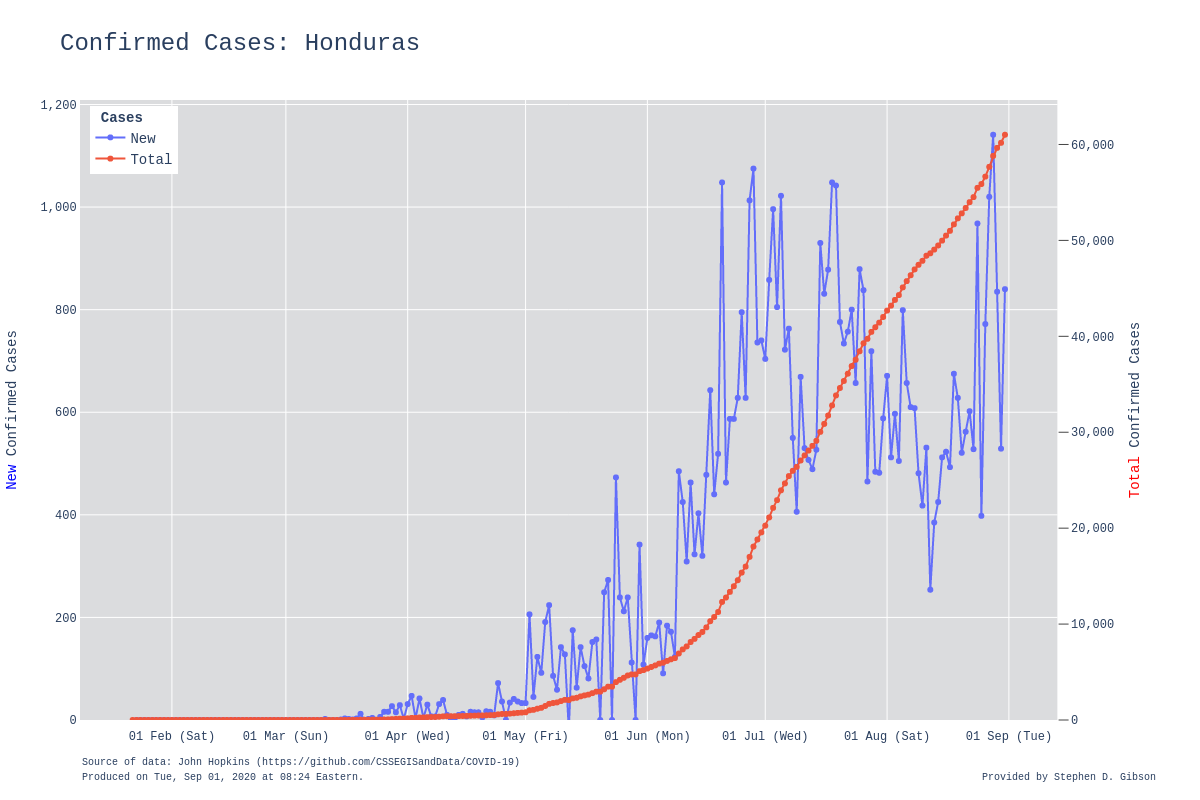 Confirmed Cases: Honduras
Cases
New
Total
1,200
1,000
800
600
400
200
0
60,000
50,000
40,000
30,000
20,000
10,000
0
New Confirmed Cases
Total Confirmed Cases
01 Feb (Sat) 01 Mar (Sun) 01 Apr (Wed) 01 May (Fri) 01 Jun (Mon) 01 Jul (Wed) 01 Aug (Sat) 01 Sep (Tue)
Source of data: John Hopkins (https://github.com/CSSEGISandData/COVID-19)
Produced on Tue, Sep 01, 2020 at 08:24 Eastern.
Provided by Stephen D. Gibson